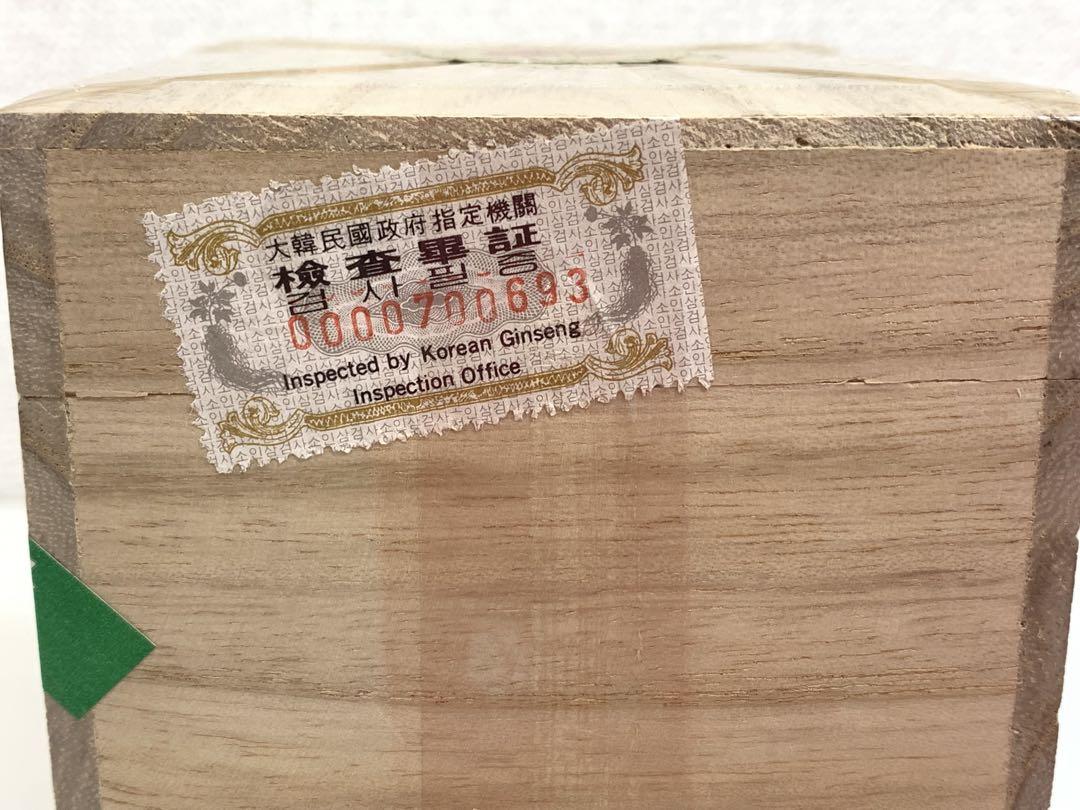 大韓民國政府指定機關
檢査畢証
검사필증
0000700693
Inspected by Korean Ginseng
Inspection Office